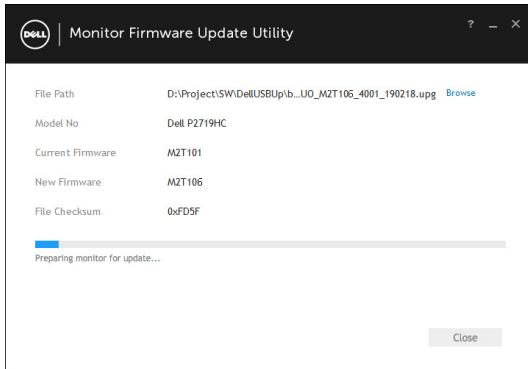 DELL Monitor Firmware Update Utility ? _ X
File Path D:\Project\SW\DellUSBUp\b...UO_M2T106_4001_190218.upg Browse
Model No Dell P2719HC
Current Firmware M2T101
New Firmware M2T106
File Checksum 0xFD5F
Preparing monitor for update...
Close